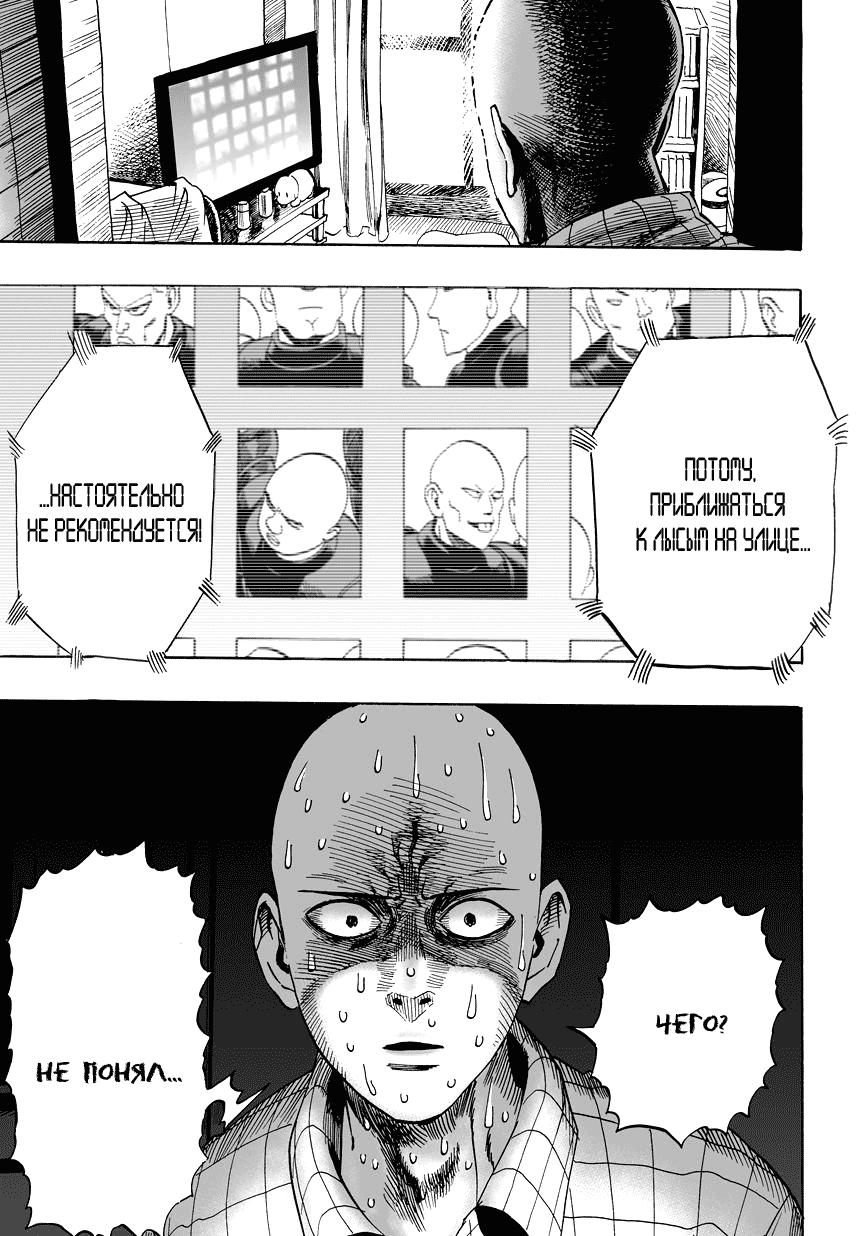 ПОТОМУ,
ПРИБЛИЖАТЬСЯ
К ЛЫСЫМ НА УЛИЦЕ...
...НАСТОЯТЕЛЬНО
НЕ РЕКОМЕНДУЕТСЯ!
ЧЕГО?
НЕ ПОНЯЛ...